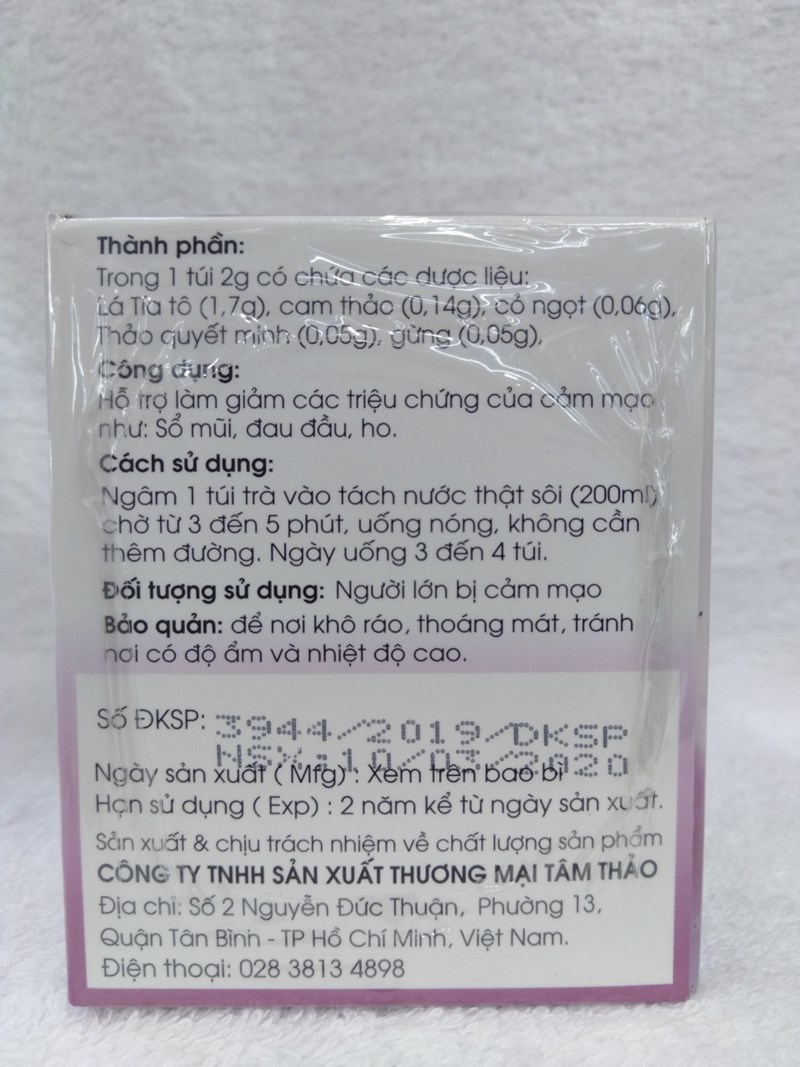 Thành phần:
Trong 1 túi 2g có chứa các dược liệu:
Lá Tía tô (1,7g), cam thảo (0,14g), cỏ ngọt (0,06g),
Thảo quyết minh (0,05g), gừng (0,05g),
Công dụng:
Hỗ trợ làm giảm các triệu chứng của cảm mạo
như: Sổ mũi, đau đầu, ho.
Cách sử dụng:
Ngâm 1 túi trà vào tách nước thật sôi (200ml)
chờ từ 3 đến 5 phút, uống nóng, không cần
thêm đường. Ngày uống 3 đến 4 túi.
Đối tượng sử dụng: Người lớn bị cảm mạo
Bảo quản: để nơi khô ráo, thoáng mát, tránh
nơi có độ ẩm và nhiệt độ cao.
Số ĐKSP: 3944/2019/DKSP
NSX:10/03/2020
Ngày sản xuất ( Mfg) : Xem trên bao bì
Hạn sử dụng ( Exp) : 2 năm kể từ ngày sản xuất.
Sản xuất & chịu trách nhiệm về chất lượng sản phẩm
CÔNG TY TNHH SẢN XUẤT THƯƠNG MẠI TÂM THẢO
Địa chỉ: Số 2 Nguyễn Đức Thuận, Phường 13,
Quận Tân Bình - TP Hồ Chí Minh, Việt Nam.
Điện thoại: 028 3813 4898